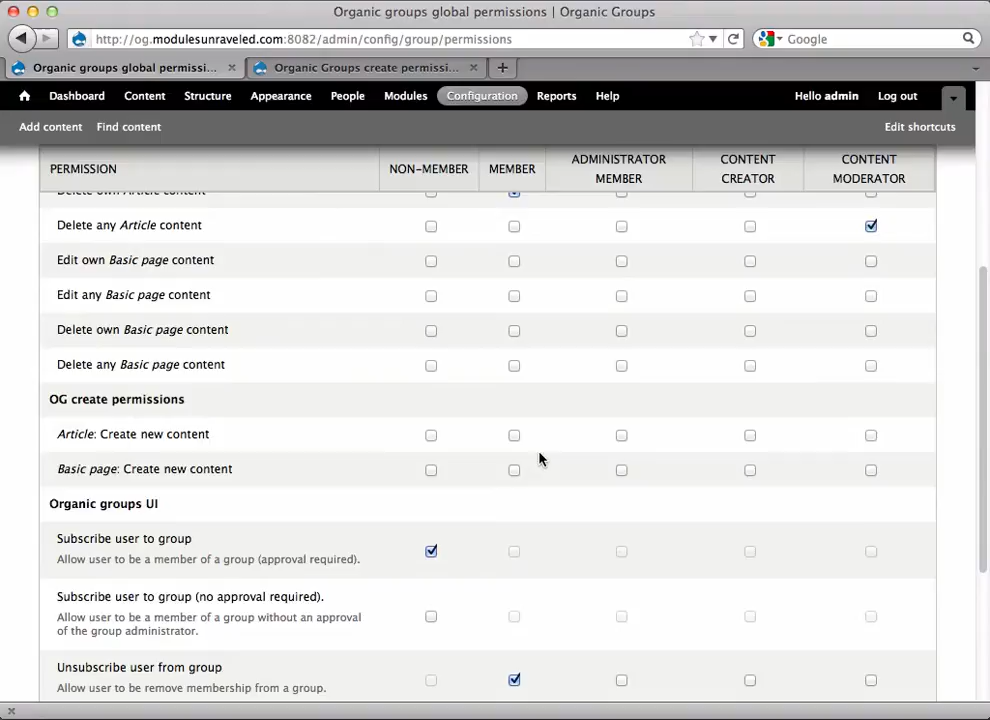 Organic groups global permissions | Organic Groups
http://og.modulesunraveled.com:8082/admin/config/group/permissions
Google
Organic groups global permissi...
Organic Groups create permissi...
Dashboard Content Structure Appearance People Modules Configuration Reports Help Hello admin Log out
Add content Find content Edit shortcuts
PERMISSION NON-MEMBER MEMBER ADMINISTRATOR MEMBER CONTENT CREATOR CONTENT MODERATOR
Delete own Article content
Delete any Article content
Edit own Basic page content
Edit any Basic page content
Delete own Basic page content
Delete any Basic page content
OG create permissions
Article: Create new content
Basic page: Create new content
Organic groups UI
Subscribe user to group
Allow user to be a member of a group (approval required).
Subscribe user to group (no approval required).
Allow user to be a member of a group without an approval
of the group administrator.
Unsubscribe user from group
Allow user to be remove membership from a group.